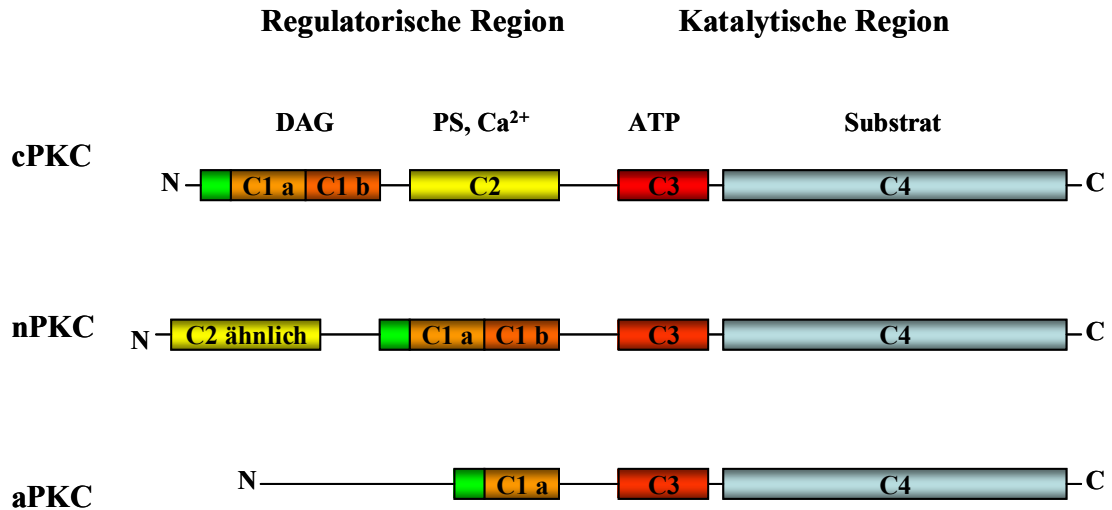 Regulatorische Region Katalytische Region
DAG PS, Ca²⁺ ATP Substrat
cPKC
N C1 a C1 b C2 C3 C4 C
nPKC
N C2 ähnlich C1 a C1 b C3 C4 C
aPKC
N C1 a C3 C4 C